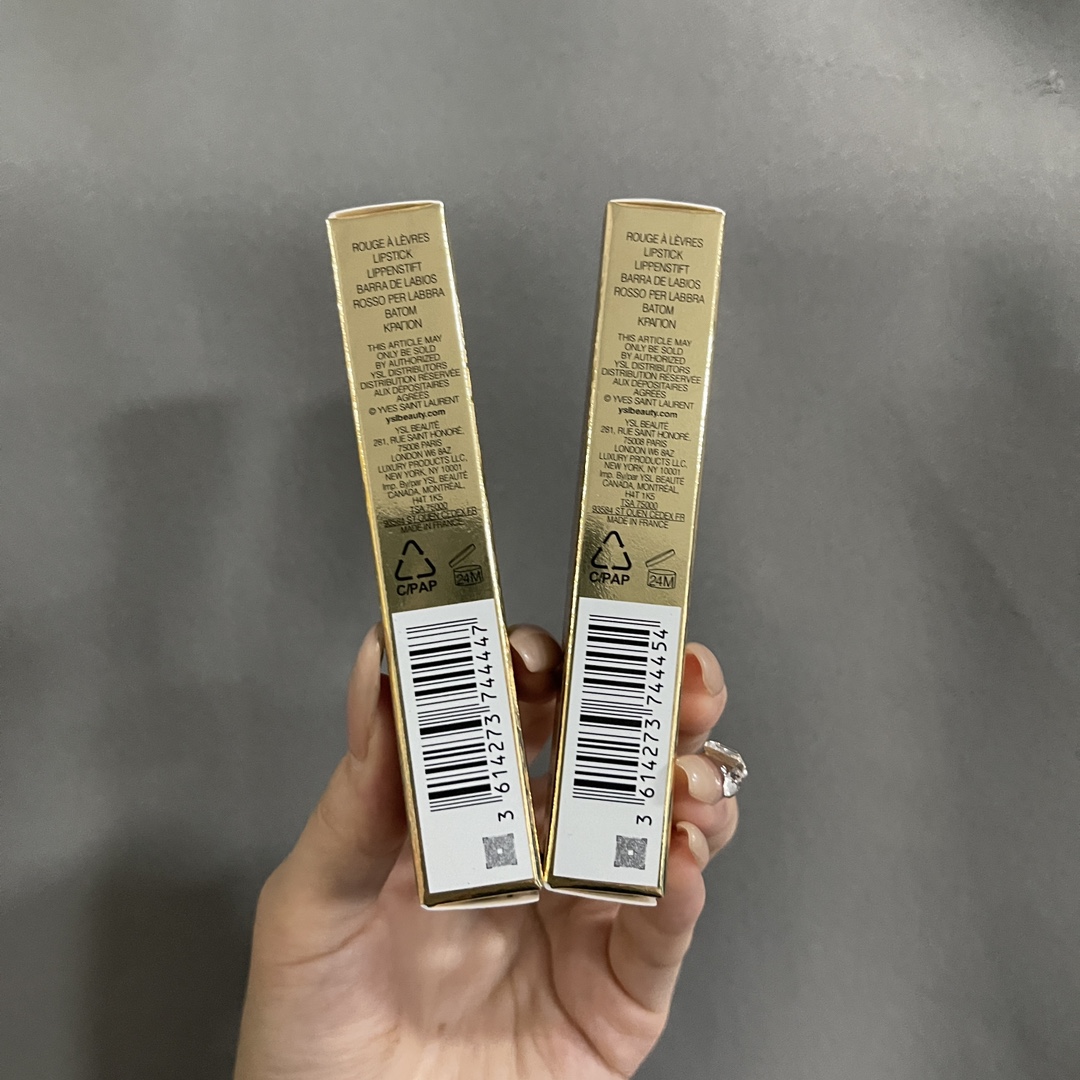 ROUGE À LÈVRES
LIPSTICK
LIPPENSTIFT
BARRA DE LABIOS
ROSSO PER LABBRA
BATOM
ΚΡΑΓΙΟΝ
THIS ARTICLE MAY
ONLY BE SOLD
BY AUTHORIZED
YSL DISTRIBUTORS
DISTRIBUTION RÉSERVÉE
AUX DÉPOSITAIRES
AGRÉÉS
© YVES SAINT LAURENT
yslbeauty.com
YSL BEAUTÉ
281, RUE SAINT HONORÉ,
75008 PARIS
LONDON W6 8AZ
LUXURY PRODUCTS LLC,
NEW YORK, NY 10001
Imp. By/par YSL BEAUTÉ
CANADA, MONTRÉAL,
H4T 1K5
TSA 75000
93584 ST OUEN CEDEX FR
MADE IN FRANCE
C/PAP
24M
3 614273 744447
ROUGE À LÈVRES
LIPSTICK
LIPPENSTIFT
BARRA DE LABIOS
ROSSO PER LABBRA
BATOM
ΚΡΑΓΙΟΝ
THIS ARTICLE MAY
ONLY BE SOLD
BY AUTHORIZED
YSL DISTRIBUTORS
DISTRIBUTION RÉSERVÉE
AUX DÉPOSITAIRES
AGRÉÉS
© YVES SAINT LAURENT
yslbeauty.com
YSL BEAUTÉ
281, RUE SAINT HONORÉ,
75008 PARIS
LONDON W6 8AZ
LUXURY PRODUCTS LLC,
NEW YORK, NY 10001
Imp. By/par YSL BEAUTÉ
CANADA, MONTRÉAL,
H4T 1K5
TSA 75000
93584 ST OUEN CEDEX FR
MADE IN FRANCE
C/PAP
24M
3 614273 744454